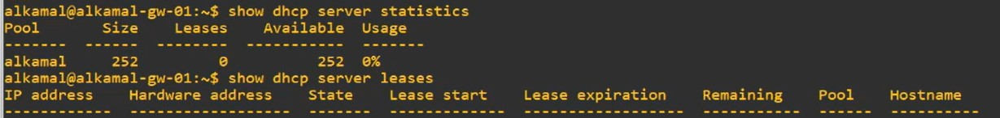 alkamal@alkamal-gw-01:~$ show dhcp server statistics
Pool       Size    Leases    Available  Usage
-------  ------  --------  -----------  -------
alkamal     252         0          252  0%
alkamal@alkamal-gw-01:~$ show dhcp server leases
IP address    Hardware address    State    Lease start    Lease expiration    Remaining    Pool    Hostname
------------  ------------------  -------  -------------  ------------------  -----------  ------  ----------